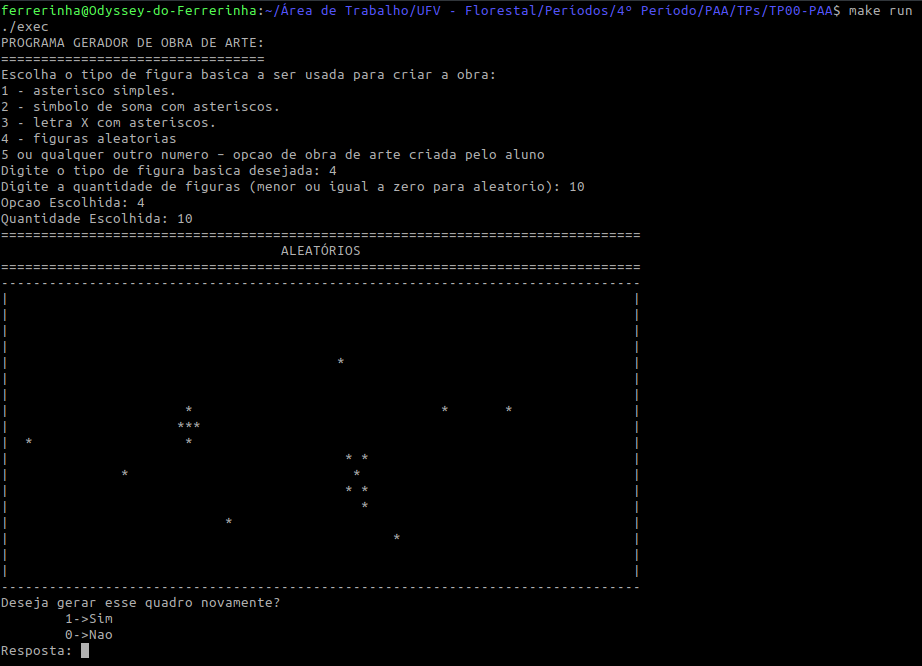 ferrerinha@Odyssey-do-Ferrerinha:~/Área de Trabalho/UFV - Florestal/Periodos/4º Periodo/PAA/TPs/TP00-PAA$ make run
./exec
PROGRAMA GERADOR DE OBRA DE ARTE:
=================================
Escolha o tipo de figura basica a ser usada para criar a obra:
1 - asterisco simples.
2 - simbolo de soma com asteriscos.
3 - letra X com asteriscos.
4 - figuras aleatorias
5 ou qualquer outro numero – opcao de obra de arte criada pelo aluno
Digite o tipo de figura basica desejada: 4
Digite a quantidade de figuras (menor ou igual a zero para aleatorio): 10
Opcao Escolhida: 4
Quantidade Escolhida: 10
================================================================================
                                   ALEATÓRIOS
================================================================================
--------------------------------------------------------------------------------
|                                                                              |
|                                                                              |
|                                                                              |
|                                                                              |
|                                         *                                    |
|                                                                              |
|                                                                              |
|                      *                               *       *               |
|                     ***                                                      |
|  *                   *                                                       |
|                                          * *                                 |
|              *                            *                                  |
|                                          * *                                 |
|                                            *                                 |
|                           *                                                  |
|                                                *                             |
|                                                                              |
|                                                                              |
--------------------------------------------------------------------------------
Deseja gerar esse quadro novamente?
        1->Sim
        0->Nao
Resposta: